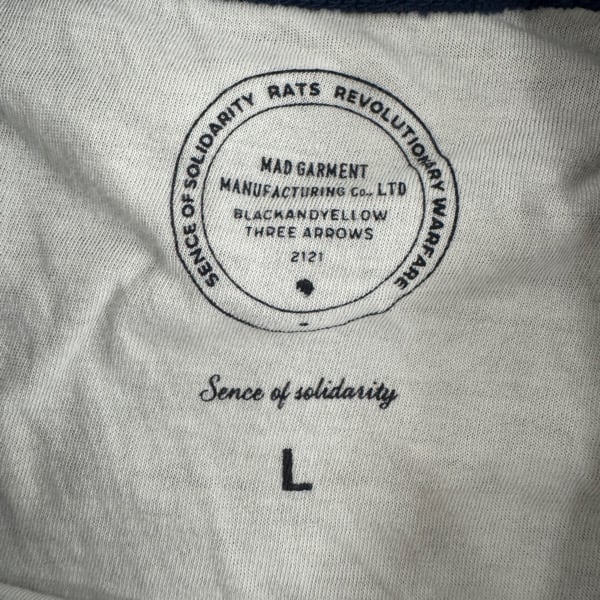 SENCE OF SOLIDARITY RATS REVOLUTIONARY WARFARE
MAD GARMENT
MANUFACTURING Co., LTD
BLACKANDYELLOW
THREE ARROWS
2121
Sence of solidarity
L